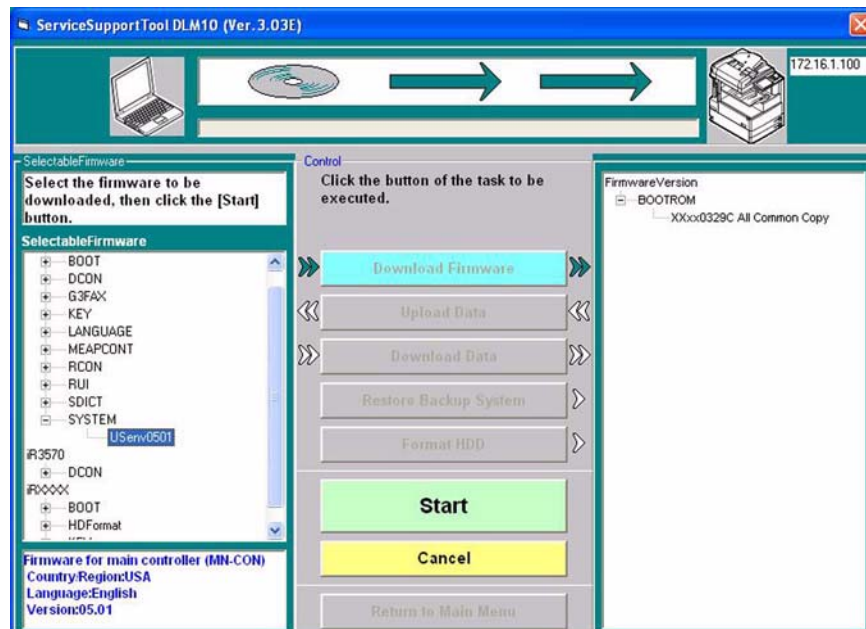 ServiceSupportTool DLM10 (Ver.3.03E)
172.16.1.100
SelectableFirmware
Select the firmware to be
downloaded, then click the [Start]
button.
SelectableFirmware
BOOT
DCON
G3FAX
KEY
LANGUAGE
MEAPCONT
RCON
RUI
SDICT
SYSTEM
USenv0501
iR3570
DCON
iRXXXX
BOOT
HDFormat
Firmware for main controller (MN-CON)
Country/Region:USA
Language:English
Version:05.01
Control
Click the button of the task to be
executed.
Download Firmware
Upload Data
Download Data
Restore Backup System
Format HDD
Start
Cancel
Return to Main Menu
FirmwareVersion
BOOTROM
XXxx0329C All Common Copy